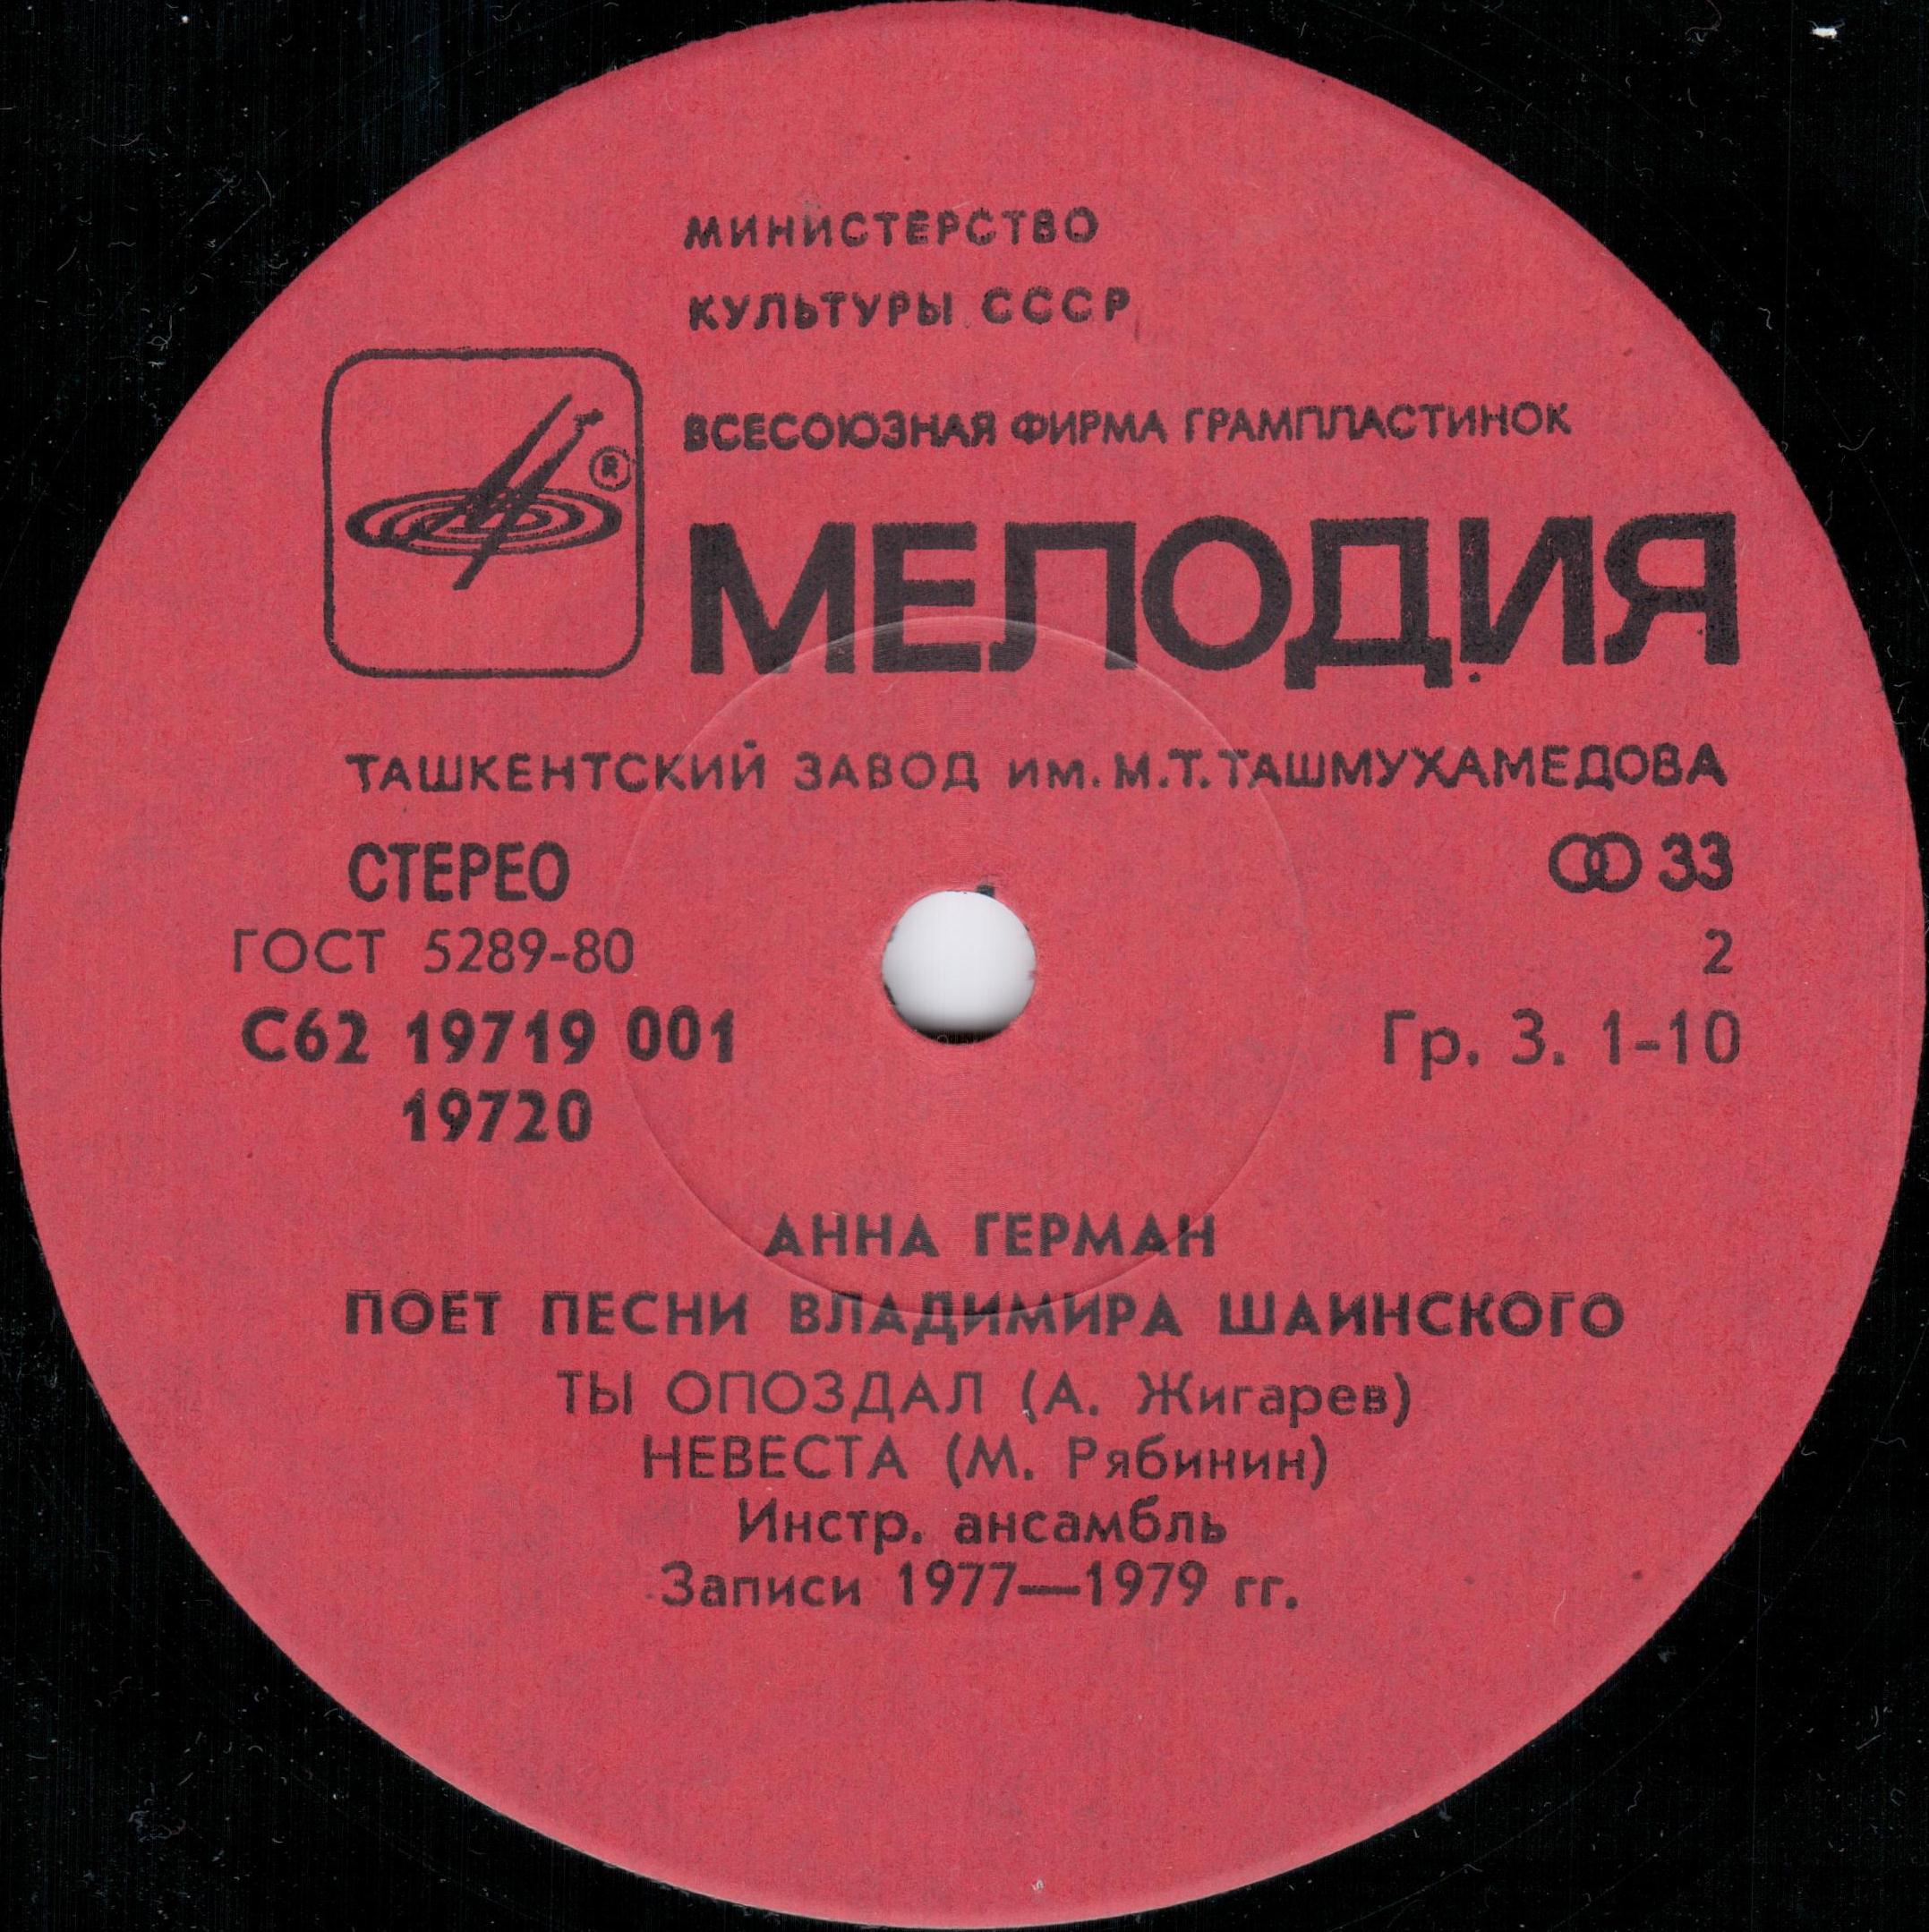 МИНИСТЕРСТВО
КУЛЬТУРЫ СССР
ВСЕСОЮЗНАЯ ФИРМА ГРАМПЛАСТИНОК
®
МЕЛОДИЯ
ТАШКЕНТСКИЙ ЗАВОД им. М.Т.ТАШМУХАМЕДОВА
СТЕРЕО 33
ГОСТ 5289-80 2
С62 19719 001 Гр. 3. 1-10
19720
АННА ГЕРМАН
ПОЕТ ПЕСНИ ВЛАДИМИРА ШАИНСКОГО
ТЫ ОПОЗДАЛ (А. Жигарев)
НЕВЕСТА (М. Рябинин)
Инстр. ансамбль
Записи 1977—1979 гг.